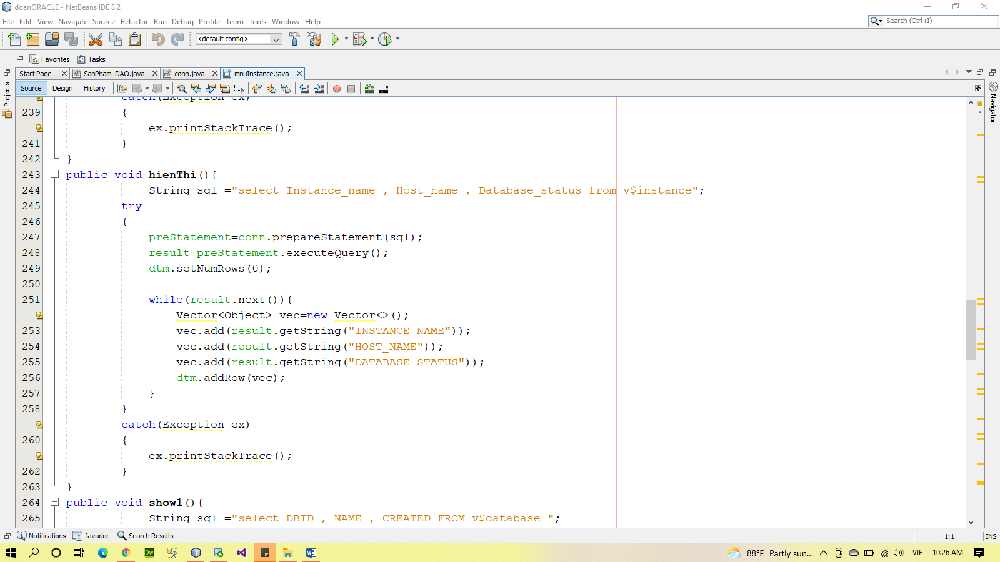 doanORACLE - NetBeans IDE 8.2
File Edit View Navigate Source Refactor Run Debug Profile Team Tools Window Help
Search (Ctrl+I)
<default config>
Favorites Tasks
Start Page SanPham_DAO.java conn.java mnuInstance.java
Source Design History
Projects
Navigator
catch(Exception ex)
239 {
ex.printStackTrace();
241 }
242 }
243 public void hienThi(){
244 String sql ="select Instance_name , Host_name , Database_status from v$instance";
245 try
246 {
247 preStatement=conn.prepareStatement(sql);
248 result=preStatement.executeQuery();
249 dtm.setNumRows(0);
250
251 while(result.next()){
Vector<Object> vec=new Vector<>();
253 vec.add(result.getString("INSTANCE_NAME"));
254 vec.add(result.getString("HOST_NAME"));
255 vec.add(result.getString("DATABASE_STATUS"));
256 dtm.addRow(vec);
257 }
258 }
catch(Exception ex)
260 {
ex.printStackTrace();
262 }
263 }
264 public void show1(){
265 String sql ="select DBID , NAME , CREATED FROM v$database ";
Notifications Javadoc Search Results
1:1 INS
Dw
88°F Partly sun... VIE 10:26 AM